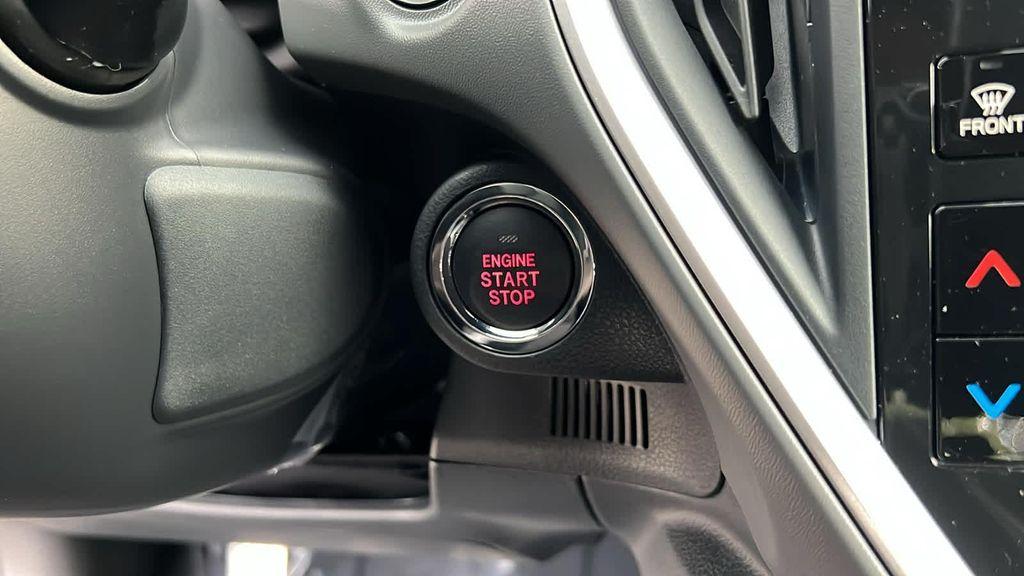 ENGINE
START
STOP
FRONT